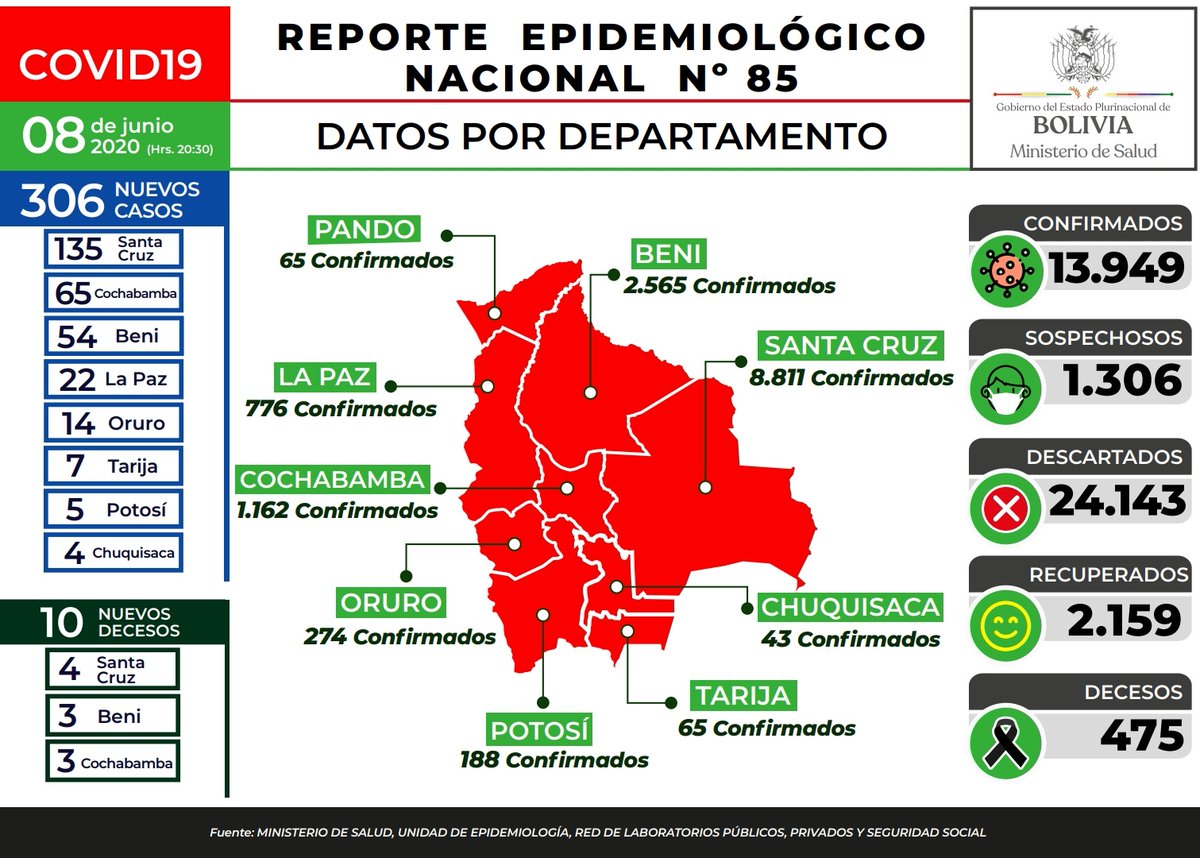 COVID19
REPORTE EPIDEMIOLÓGICO
NACIONAL Nº 85
08 de junio
2020 (Hrs. 20:30)
DATOS POR DEPARTAMENTO
Gobierno del Estado Plurinacional de
BOLIVIA
Ministerio de Salud
306 NUEVOS
CASOS
135 Santa
Cruz
65 Cochabamba
54 Beni
22 La Paz
14 Oruro
7 Tarija
5 Potosí
4 Chuquisaca
10 NUEVOS
DECESOS
4 Santa
Cruz
3 Beni
3 Cochabamba
PANDO
65 Confirmados
BENI
2.565 Confirmados
SANTA CRUZ
8.811 Confirmados
LA PAZ
776 Confirmados
COCHABAMBA
1.162 Confirmados
ORURO
274 Confirmados
CHUQUISACA
43 Confirmados
TARIJA
65 Confirmados
POTOSÍ
188 Confirmados
CONFIRMADOS
13.949
SOSPECHOSOS
1.306
DESCARTADOS
24.143
RECUPERADOS
2.159
DECESOS
475
Fuente: MINISTERIO DE SALUD, UNIDAD DE EPIDEMIOLOGÍA, RED DE LABORATORIOS PÚBLICOS, PRIVADOS Y SEGURIDAD SOCIAL